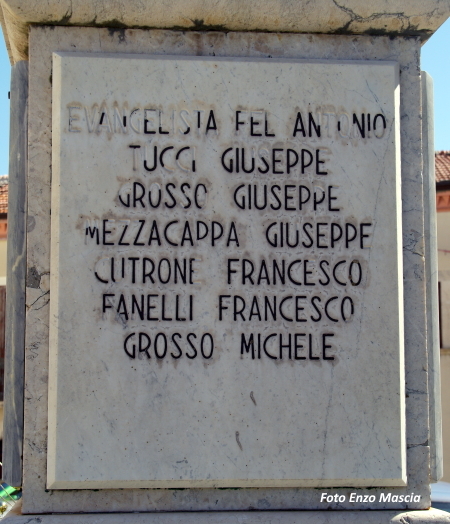 EVANGELISTA FEL ANTONIO
TUCCI GIUSEPPE
GROSSO GIUSEPPE
MEZZACAPPA GIUSEPPE
CUTRONE FRANCESCO
FANELLI FRANCESCO
GROSSO MICHELE
Foto Enzo Mascia